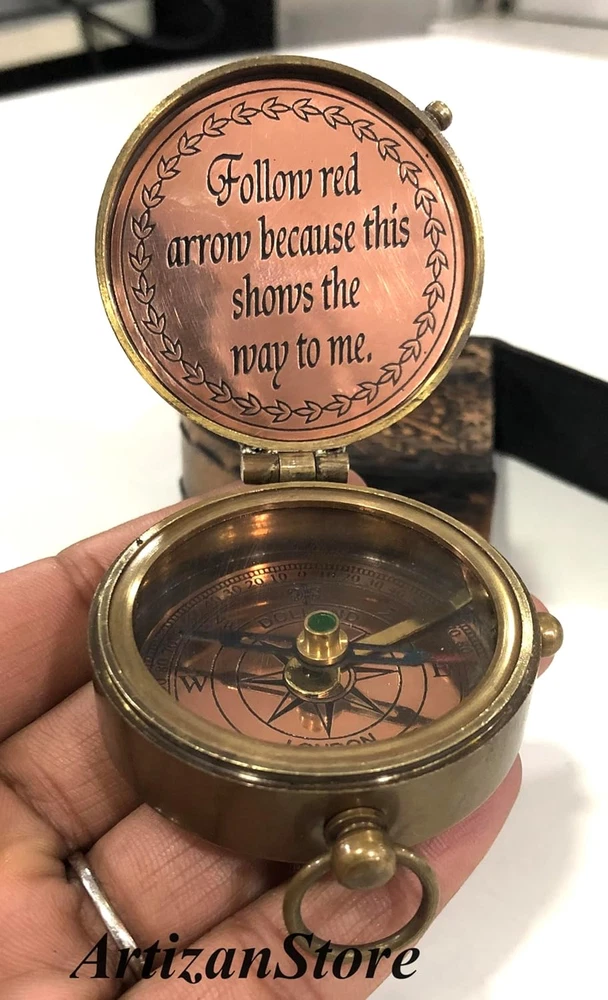 Follow red
arrow because this
shows the
way to me.
W
LONDON
ArtizanStore